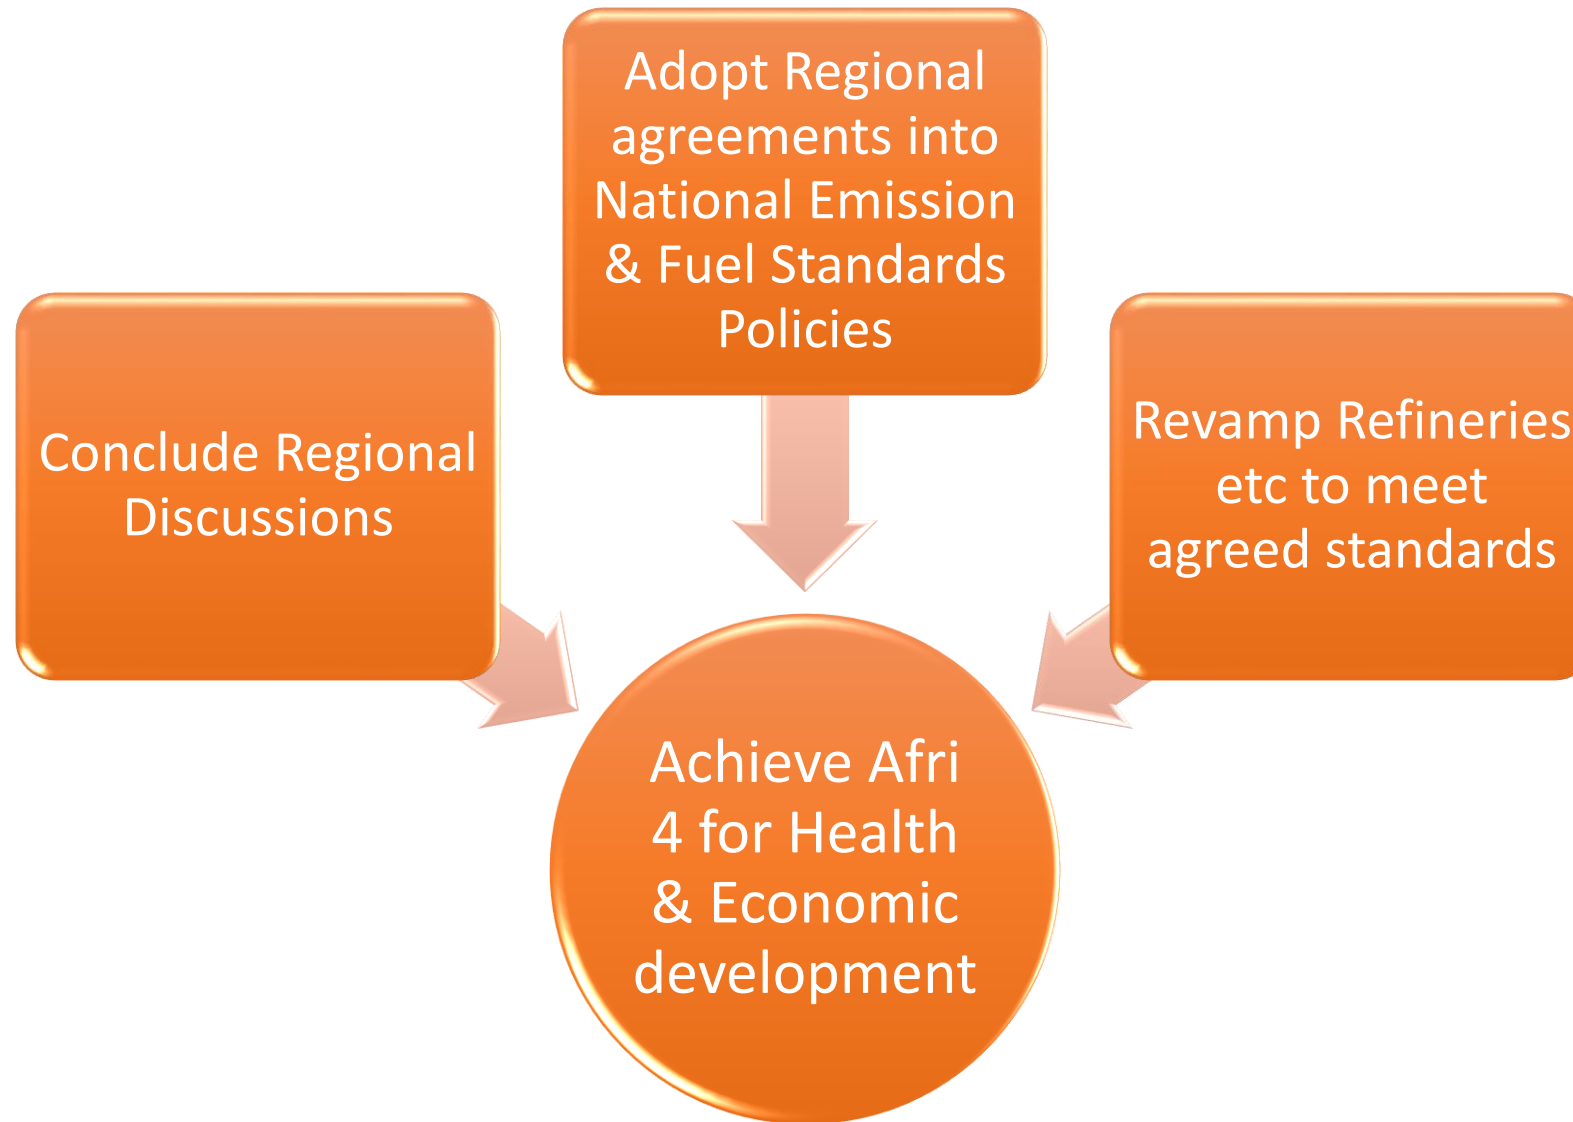 Adopt Regional
agreements into
National Emission
& Fuel Standards
Policies
Conclude Regional
Discussions
Revamp Refineries
etc to meet
agreed standards
Achieve Afri
4 for Health
& Economic
development